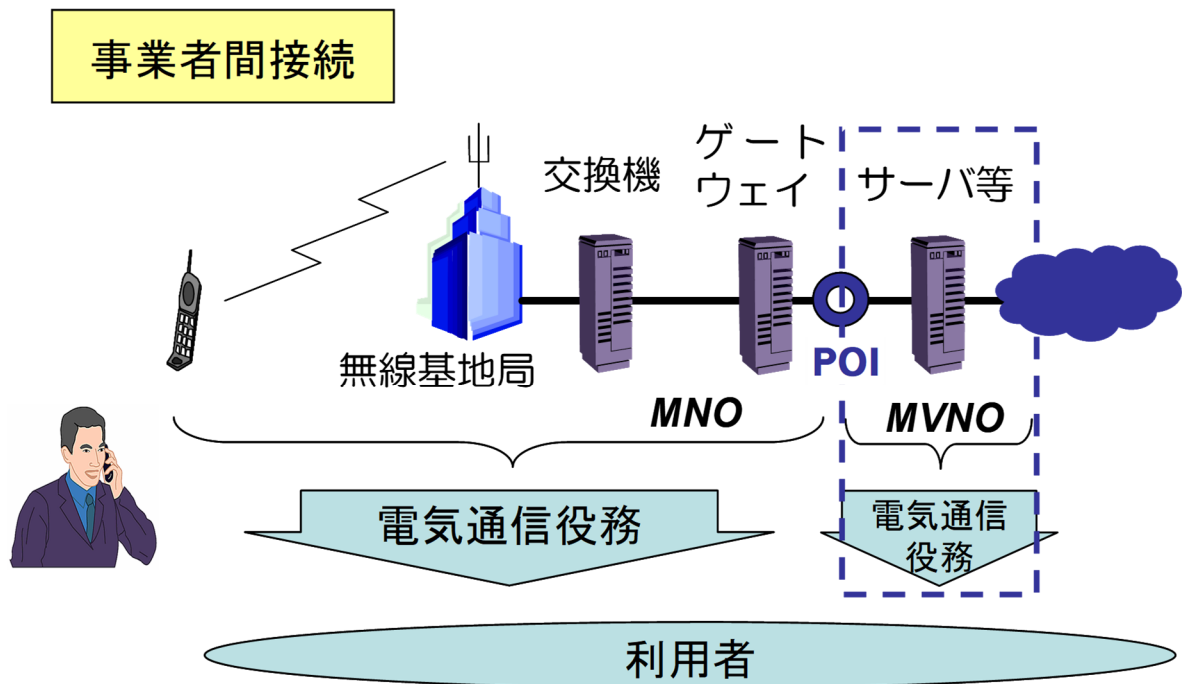 事業者間接続
交換機
ゲート
ウェイ
サーバ等
無線基地局
POI
MNO
MVNO
電気通信役務
電気通信
役務
利用者